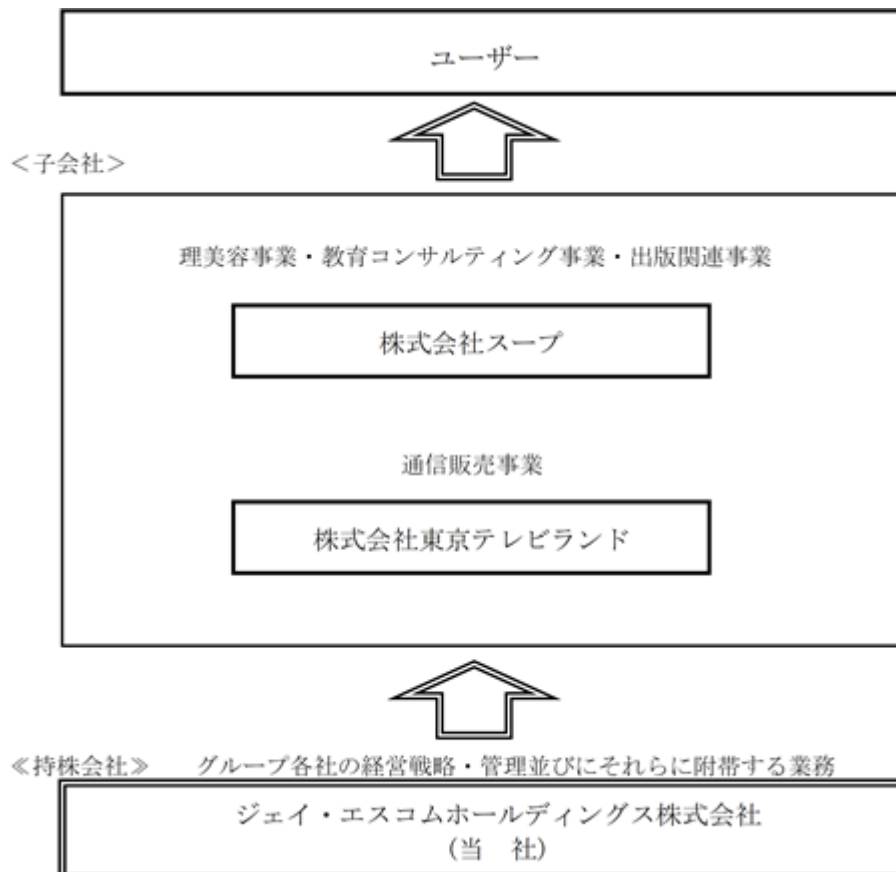 ユーザー
＜子会社＞
理美容事業・教育コンサルティング事業・出版関連事業
株式会社スープ
通信販売事業
株式会社東京テレビランド
≪持株会社≫　グループ各社の経営戦略・管理並びにそれらに附帯する業務
ジェイ・エスコムホールディングス株式会社
（当　社）